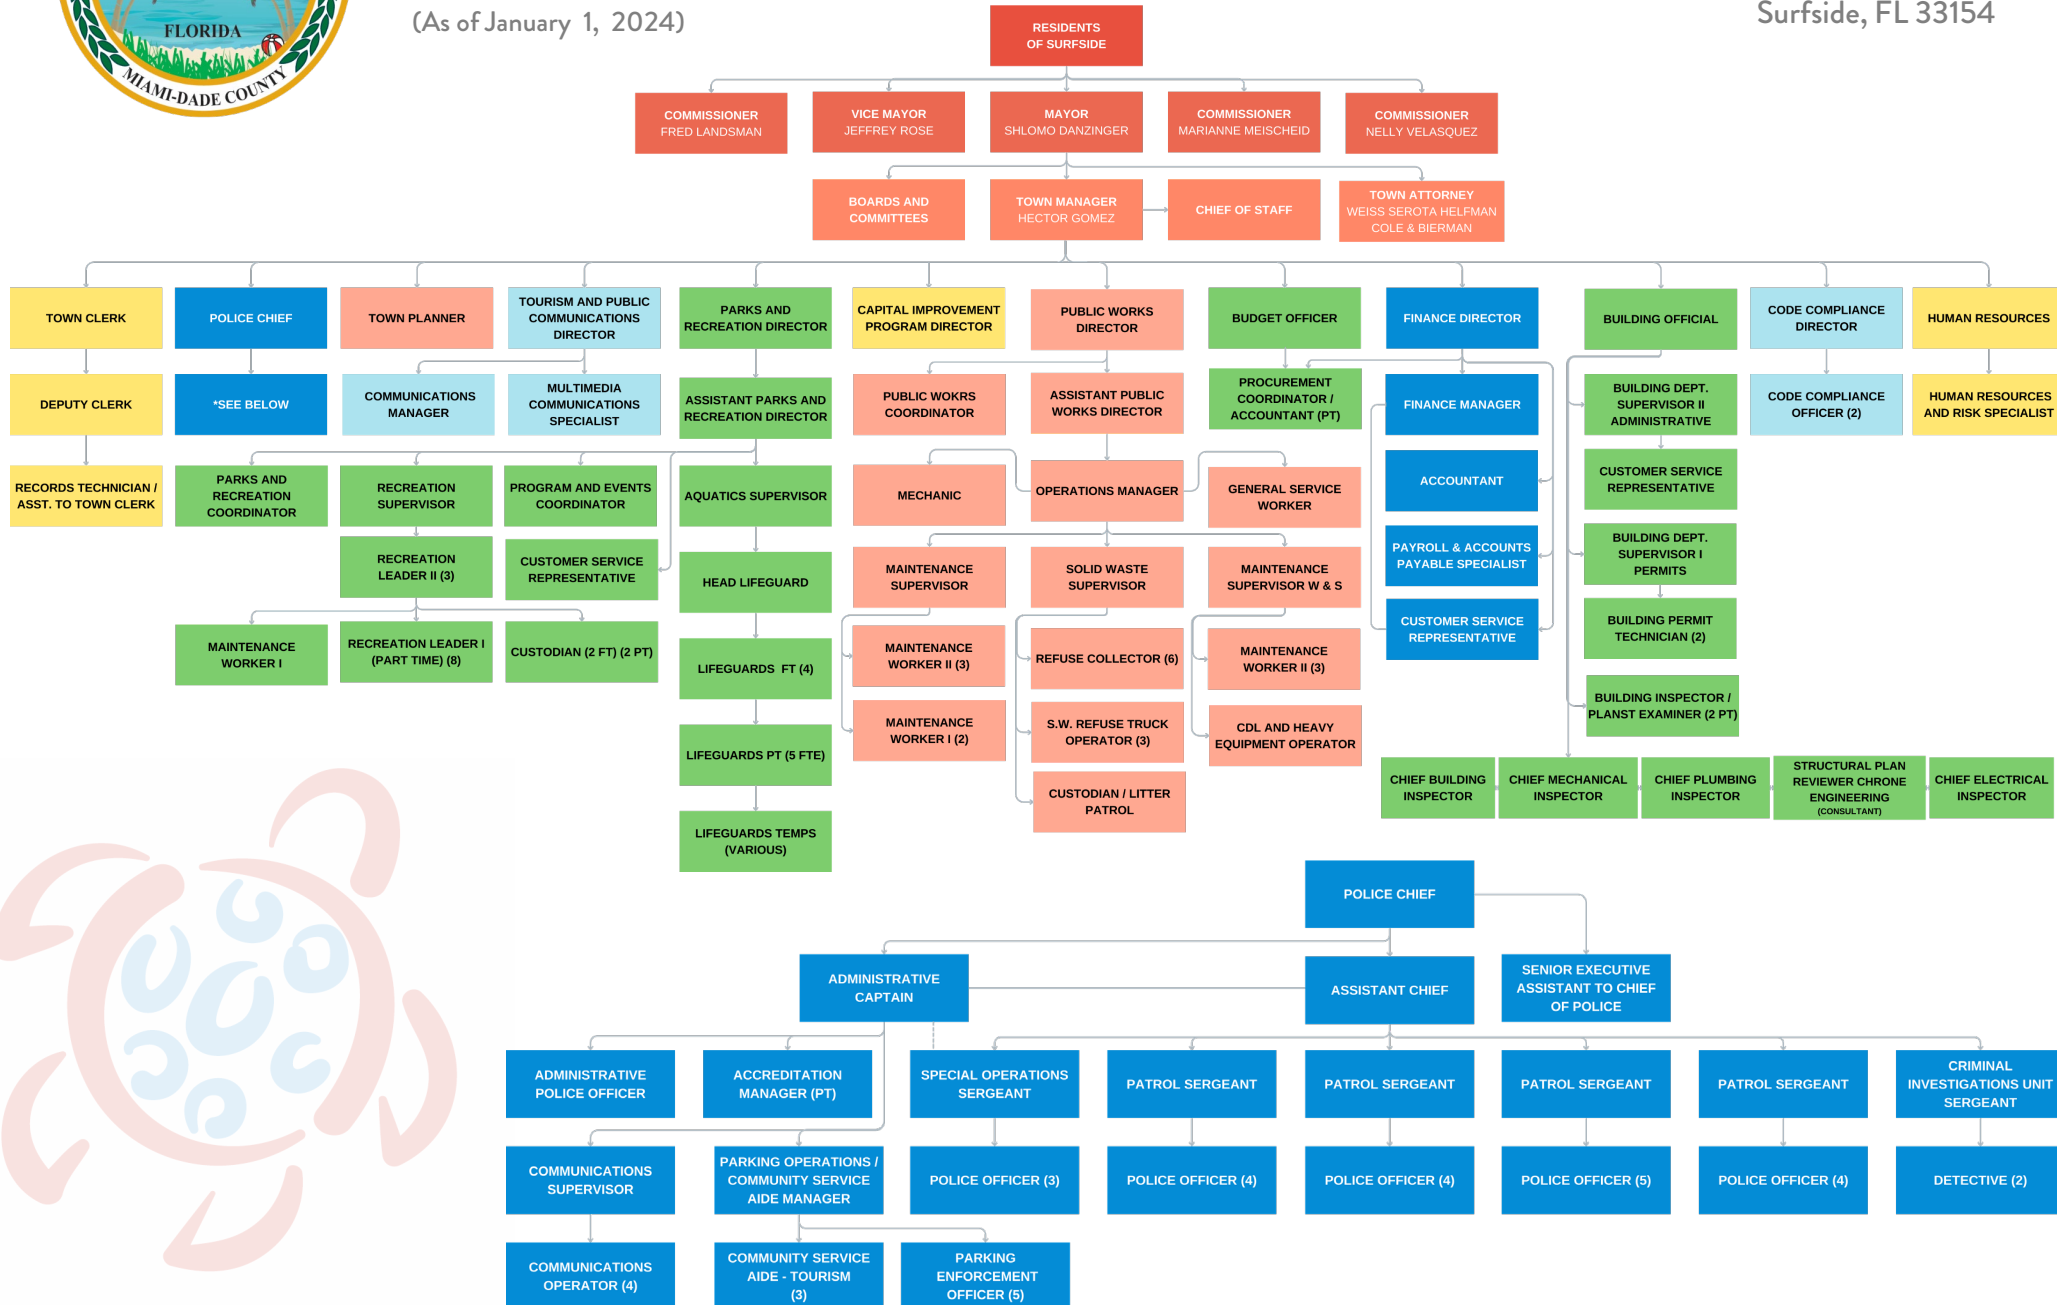 FLORIDA
MIAMI-DADE COUNTY
(As of January 1, 2024)
Surfside, FL 33154
RESIDENTS
OF SURFSIDE
COMMISSIONER
FRED LANDSMAN
VICE MAYOR
JEFFREY ROSE
MAYOR
SHLOMO DANZINGER
COMMISSIONER
MARIANNE MEISCHEID
COMMISSIONER
NELLY VELASQUEZ
BOARDS AND
COMMITTEES
TOWN MANAGER
HECTOR GOMEZ
CHIEF OF STAFF
TOWN ATTORNEY
WEISS SEROTA HELFMAN
COLE & BIERMAN
TOWN CLERK
POLICE CHIEF
TOWN PLANNER
TOURISM AND PUBLIC
COMMUNICATIONS
DIRECTOR
PARKS AND
RECREATION DIRECTOR
CAPITAL IMPROVEMENT
PROGRAM DIRECTOR
PUBLIC WORKS
DIRECTOR
BUDGET OFFICER
FINANCE DIRECTOR
BUILDING OFFICIAL
CODE COMPLIANCE
DIRECTOR
HUMAN RESOURCES
DEPUTY CLERK
*SEE BELOW
COMMUNICATIONS
MANAGER
MULTIMEDIA
COMMUNICATIONS
SPECIALIST
ASSISTANT PARKS AND
RECREATION DIRECTOR
PUBLIC WOKRS
COORDINATOR
ASSISTANT PUBLIC
WORKS DIRECTOR
PROCUREMENT
COORDINATOR /
ACCOUNTANT (PT)
FINANCE MANAGER
BUILDING DEPT.
SUPERVISOR II
ADMINISTRATIVE
CODE COMPLIANCE
OFFICER (2)
HUMAN RESOURCES
AND RISK SPECIALIST
RECORDS TECHNICIAN /
ASST. TO TOWN CLERK
PARKS AND
RECREATION
COORDINATOR
RECREATION
SUPERVISOR
PROGRAM AND EVENTS
COORDINATOR
AQUATICS SUPERVISOR
MECHANIC
OPERATIONS MANAGER
GENERAL SERVICE
WORKER
ACCOUNTANT
CUSTOMER SERVICE
REPRESENTATIVE
RECREATION
LEADER II (3)
CUSTOMER SERVICE
REPRESENTATIVE
HEAD LIFEGUARD
MAINTENANCE
SUPERVISOR
SOLID WASTE
SUPERVISOR
MAINTENANCE
SUPERVISOR W & S
PAYROLL & ACCOUNTS
PAYABLE SPECIALIST
BUILDING DEPT.
SUPERVISOR I
PERMITS
MAINTENANCE
WORKER I
RECREATION LEADER I
(PART TIME) (8)
CUSTODIAN (2 FT) (2 PT)
LIFEGUARDS FT (4)
MAINTENANCE
WORKER II (3)
REFUSE COLLECTOR (6)
MAINTENANCE
WORKER II (3)
CUSTOMER SERVICE
REPRESENTATIVE
BUILDING PERMIT
TECHNICIAN (2)
LIFEGUARDS PT (5 FTE)
MAINTENANCE
WORKER I (2)
S.W. REFUSE TRUCK
OPERATOR (3)
CDL AND HEAVY
EQUIPMENT OPERATOR
BUILDING INSPECTOR /
PLANST EXAMINER (2 PT)
LIFEGUARDS TEMPS
(VARIOUS)
CUSTODIAN / LITTER
PATROL
CHIEF BUILDING
INSPECTOR
CHIEF MECHANICAL
INSPECTOR
CHIEF PLUMBING
INSPECTOR
STRUCTURAL PLAN
REVIEWER CHRONE
ENGINEERING
(CONSULTANT)
CHIEF ELECTRICAL
INSPECTOR
POLICE CHIEF
ADMINISTRATIVE
CAPTAIN
ASSISTANT CHIEF
SENIOR EXECUTIVE
ASSISTANT TO CHIEF
OF POLICE
ADMINISTRATIVE
POLICE OFFICER
ACCREDITATION
MANAGER (PT)
SPECIAL OPERATIONS
SERGEANT
PATROL SERGEANT
PATROL SERGEANT
PATROL SERGEANT
PATROL SERGEANT
CRIMINAL
INVESTIGATIONS UNIT
SERGEANT
COMMUNICATIONS
SUPERVISOR
PARKING OPERATIONS /
COMMUNITY SERVICE
AIDE MANAGER
POLICE OFFICER (3)
POLICE OFFICER (4)
POLICE OFFICER (4)
POLICE OFFICER (5)
POLICE OFFICER (4)
DETECTIVE (2)
COMMUNICATIONS
OPERATOR (4)
COMMUNITY SERVICE
AIDE - TOURISM
(3)
PARKING
ENFORCEMENT
OFFICER (5)